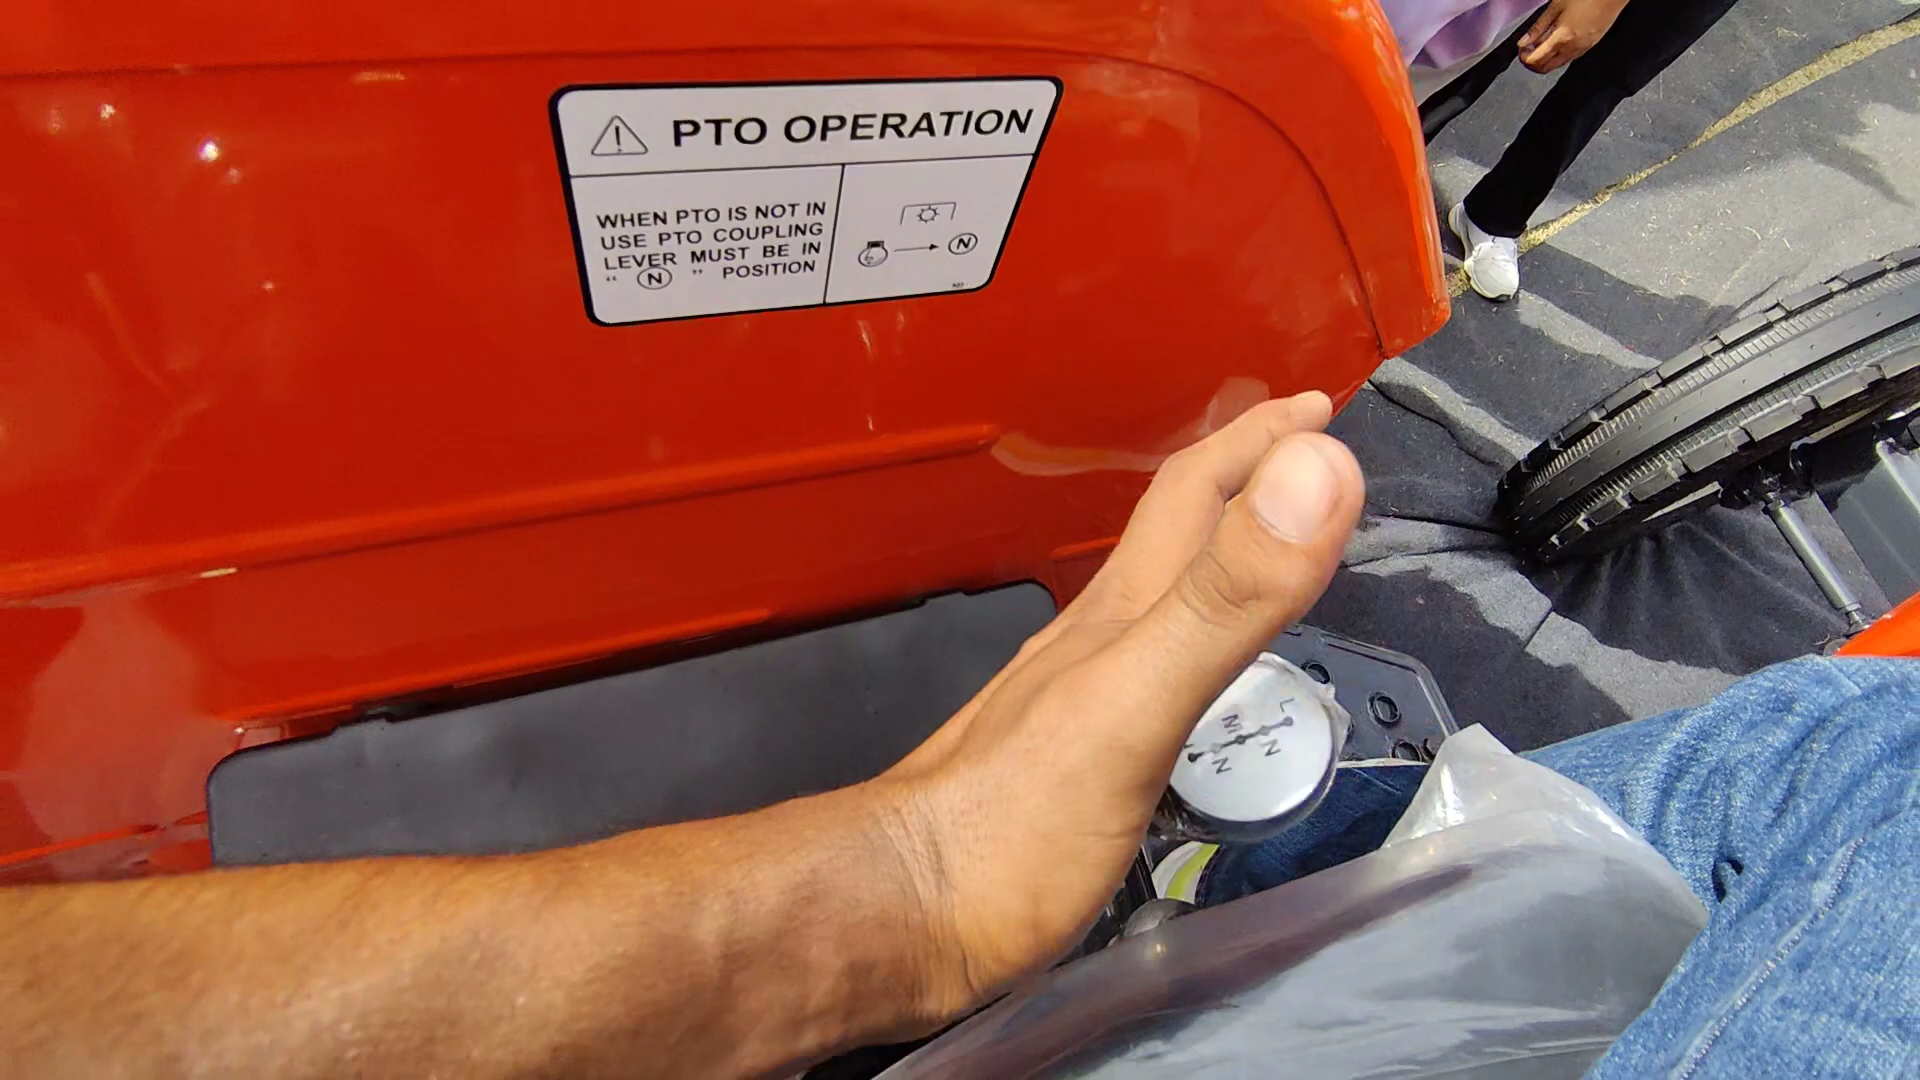 PTO OPERATION
WHEN PTO IS NOT IN
USE PTO COUPLING
LEVER MUST BE IN
“ N ” POSITION
N
L
N
N
N